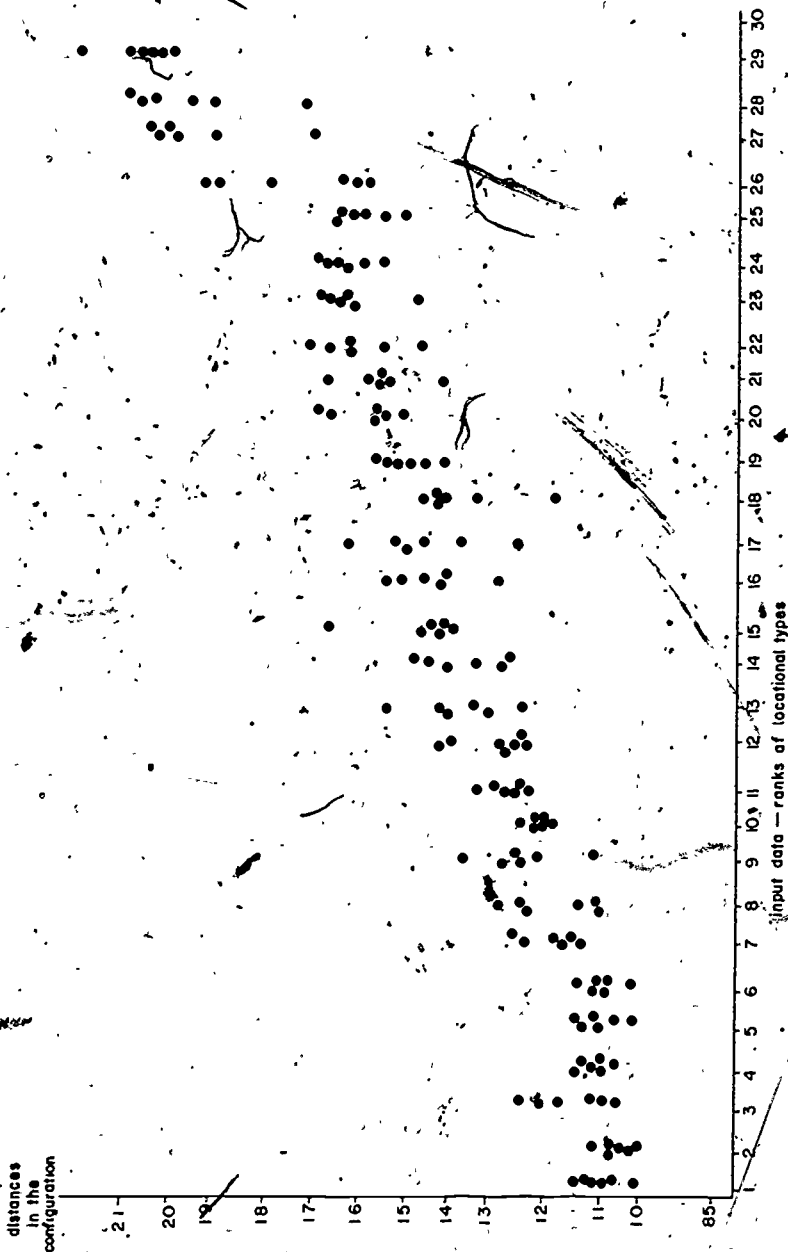 distances
in the
configuration
21
20
19
18
17
16
15
14
13
12
11
10
85
1 2 3 4 5 6 7 8 9 10 11 12 13 14 15 16 17 18 19 20 21 22 23 24 25 26 27 28 29 30
input data — ranks of locational types